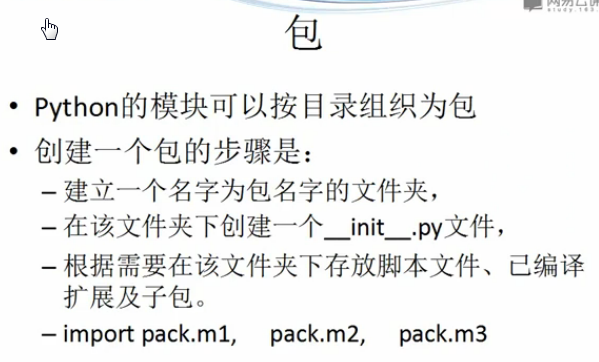 包
• Python的模块可以按目录组织为包
• 创建一个包的步骤是：
– 建立一个名字为包名字的文件夹，
– 在该文件夹下创建一个__init__.py文件，
– 根据需要在该文件夹下存放脚本文件、已编译
扩展及子包。
– import pack.m1, pack.m2, pack.m3